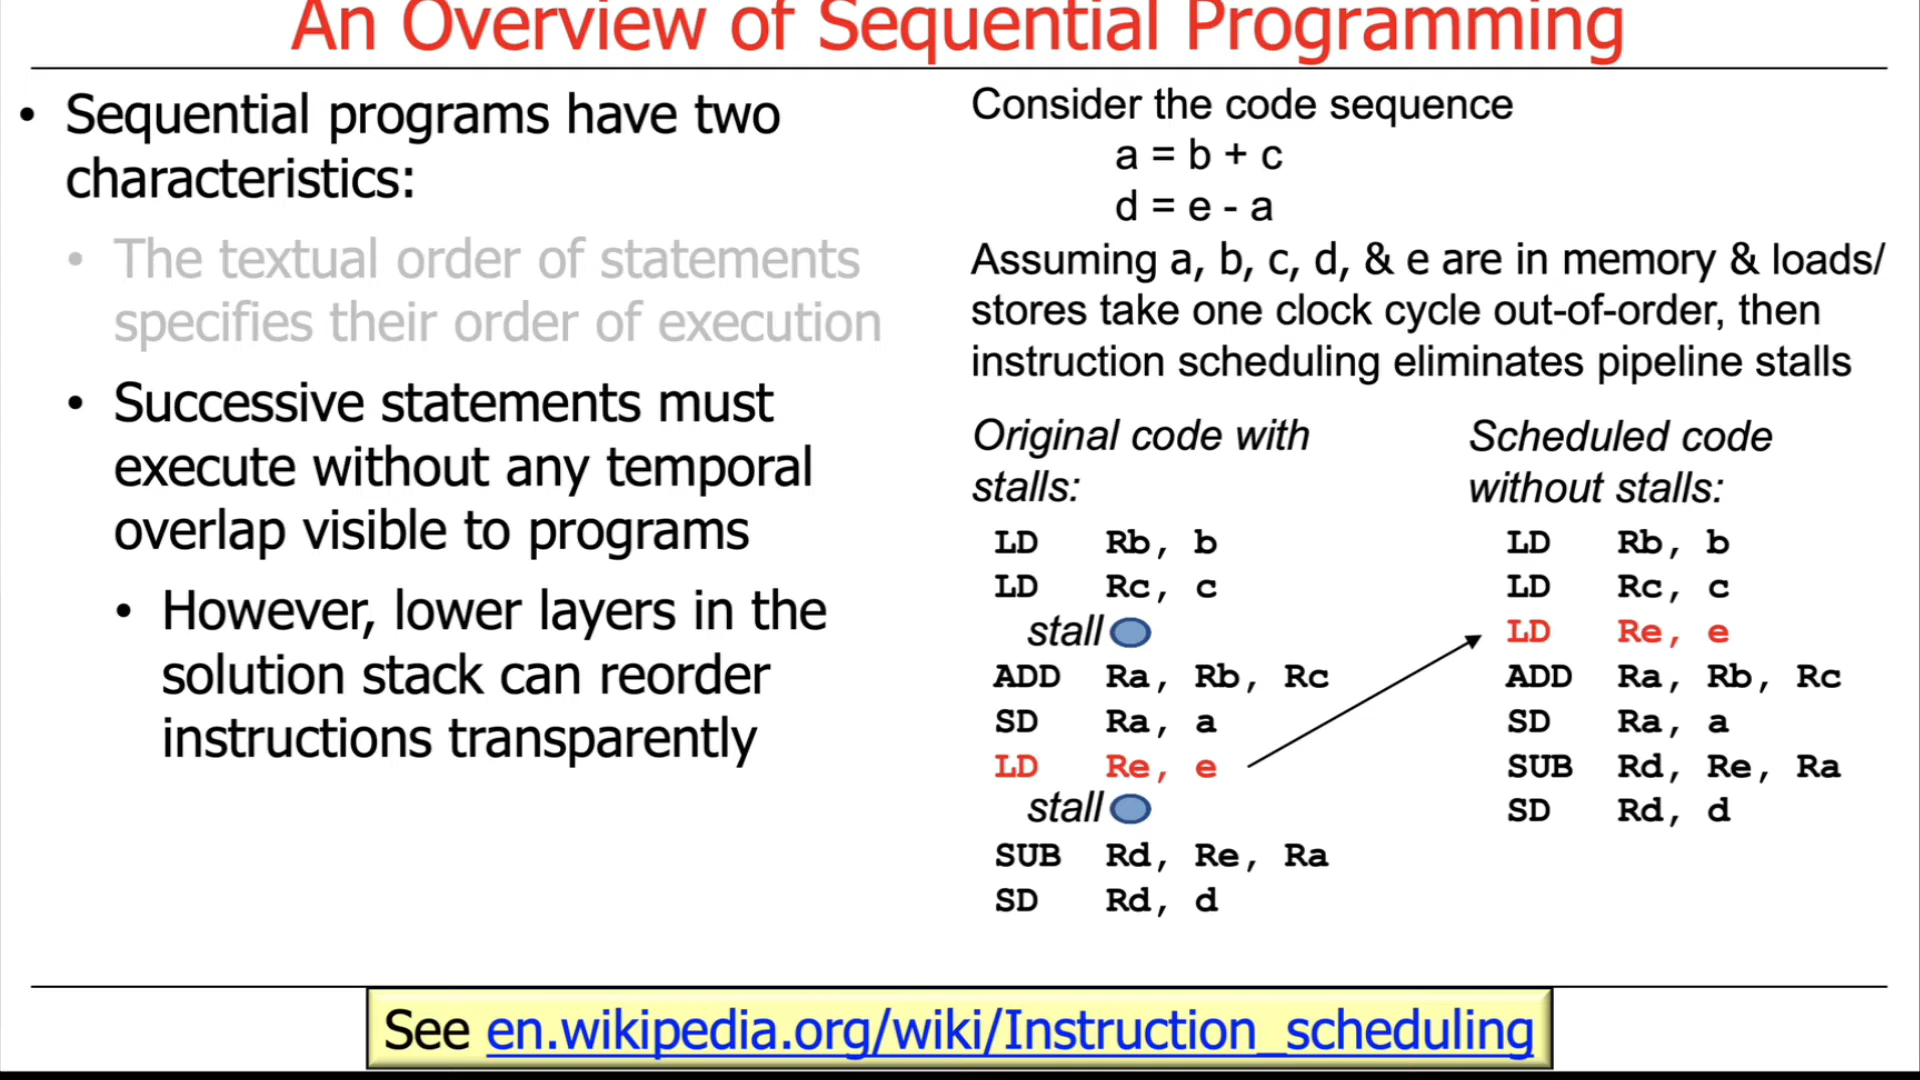 An Overview of Sequential Programming
• Sequential programs have two
characteristics:
• The textual order of statements
specifies their order of execution
• Successive statements must
execute without any temporal
overlap visible to programs
• However, lower layers in the
solution stack can reorder
instructions transparently
Consider the code sequence
a = b + c
d = e - a
Assuming a, b, c, d, & e are in memory & loads/
stores take one clock cycle out-of-order, then
instruction scheduling eliminates pipeline stalls
Original code with
stalls:
LD Rb, b
LD Rc, c
stall
ADD Ra, Rb, Rc
SD Ra, a
LD Re, e
stall
SUB Rd, Re, Ra
SD Rd, d
Scheduled code
without stalls:
LD Rb, b
LD Rc, c
LD Re, e
ADD Ra, Rb, Rc
SD Ra, a
SUB Rd, Re, Ra
SD Rd, d
See en.wikipedia.org/wiki/Instruction_scheduling